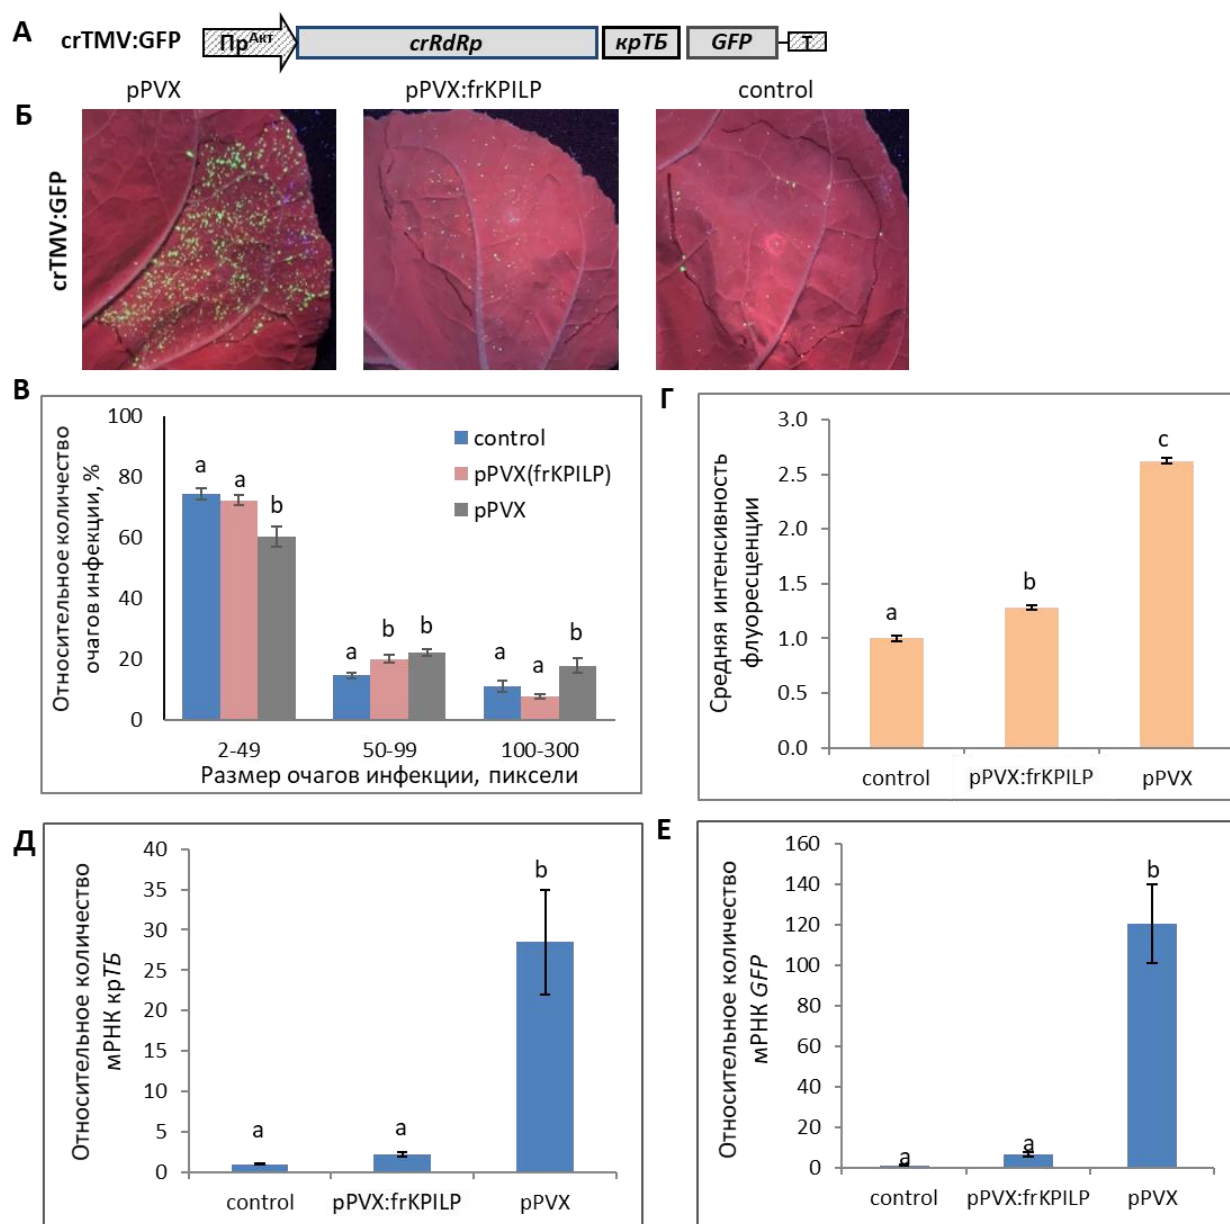 А
crTMV:GFP
Пр^Акт
crRdRp
крТБ
GFP
Т
Б
pPVX
pPVX:frKPILP
control
crTMV:GFP
В
Относительное количество
очагов инфекции, %
100
80
60
40
20
0
control
pPVX(frKPILP)
pPVX
a
a
b
a
b
b
a
a
b
2-49
50-99
100-300
Размер очагов инфекции, пиксели
Г
Средняя интенсивность
флуоресценции
3.0
2.5
2.0
1.5
1.0
0.5
0.0
a
b
c
control
pPVX:frKPILP
pPVX
Д
Относительное количество
мРНК крТБ
40
35
30
25
20
15
10
5
0
a
a
b
control
pPVX:frKPILP
pPVX
Е
Относительное количество
мРНК GFP
160
140
120
100
80
60
40
20
0
a
a
b
control
pPVX:frKPILP
pPVX